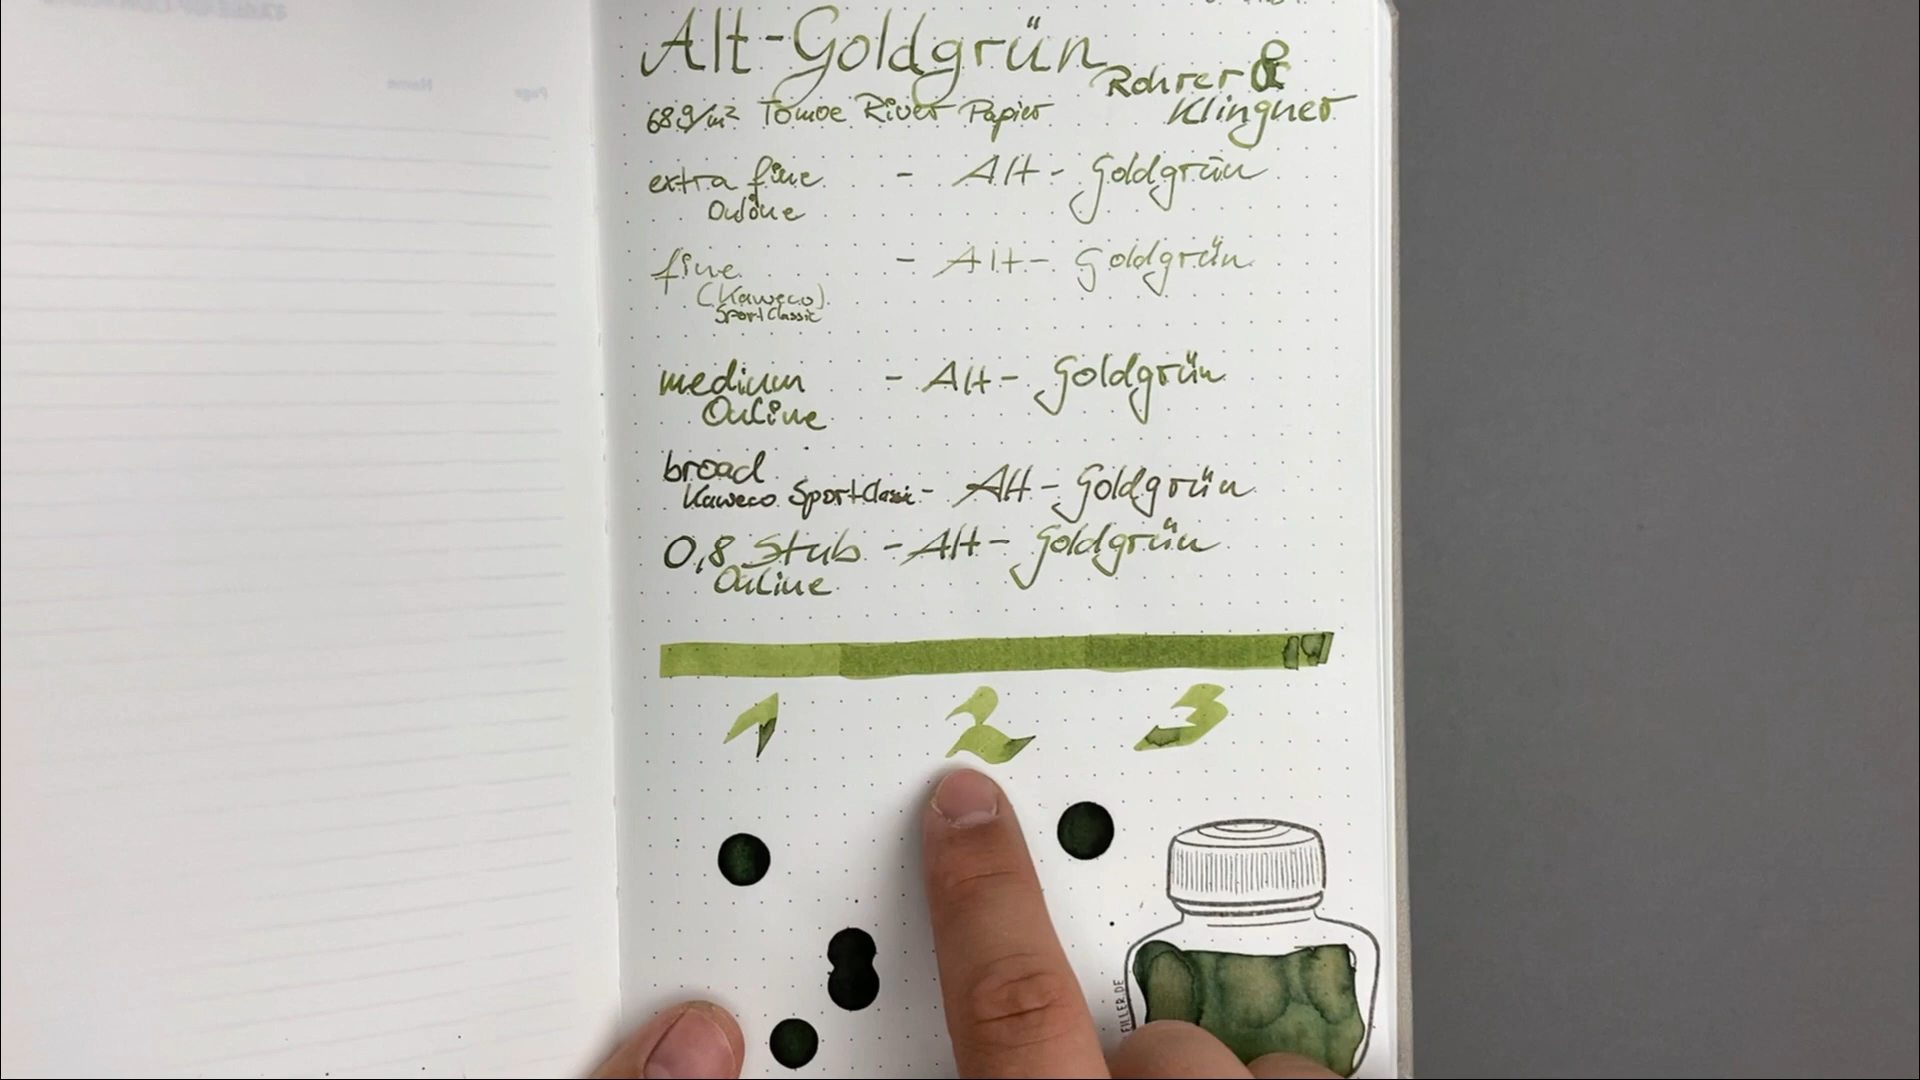 Alt-Goldgrün
Rohrer &
Klingner
68g/m² Tomoe River Papier
extra fine - Alt-Goldgrün
Online
fine - Alt-Goldgrün
(Kaweco)
Sport Classic
medium - Alt-Goldgrün
Online
broad
Kaweco Sport Classic - Alt-Goldgrün
0,8 Stub - Alt-Goldgrün
Online
1 2 3
Page Name